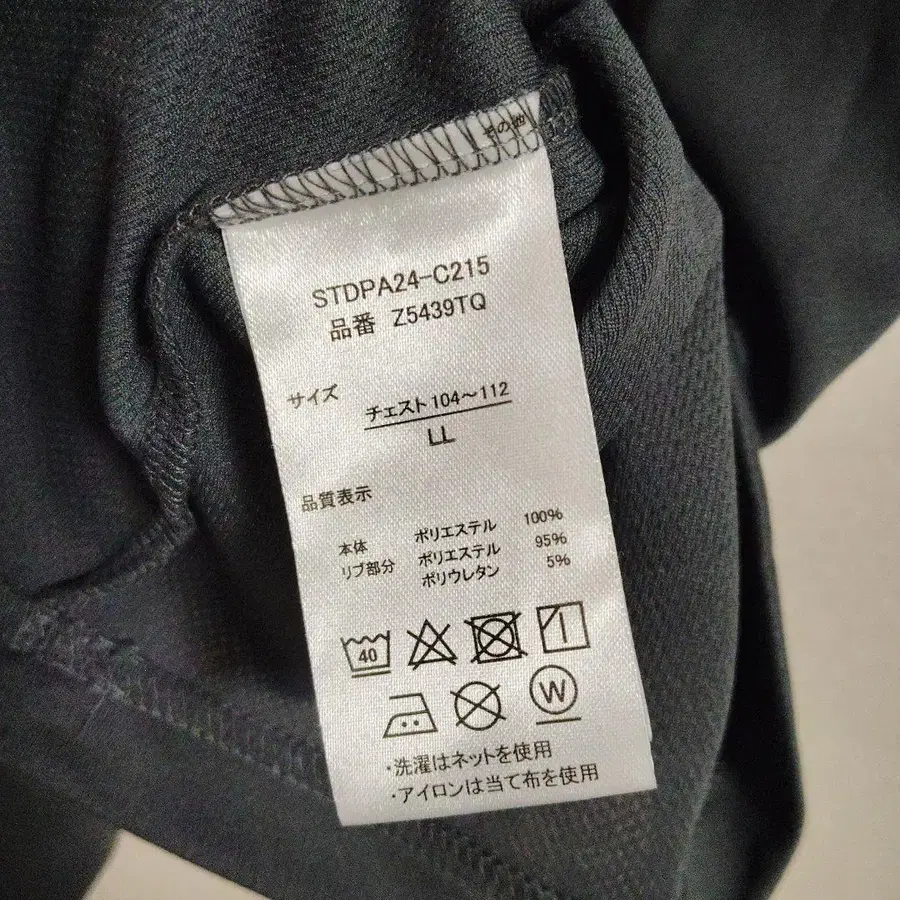 その他
STDPA24-C215
品番 Z5439TQ
サイズ
チェスト104～112
LL
品質表示
本体 ポリエステル 100%
リブ部分 ポリエステル 95%
ポリウレタン 5%
40
W
・洗濯はネットを使用
・アイロンは当て布を使用